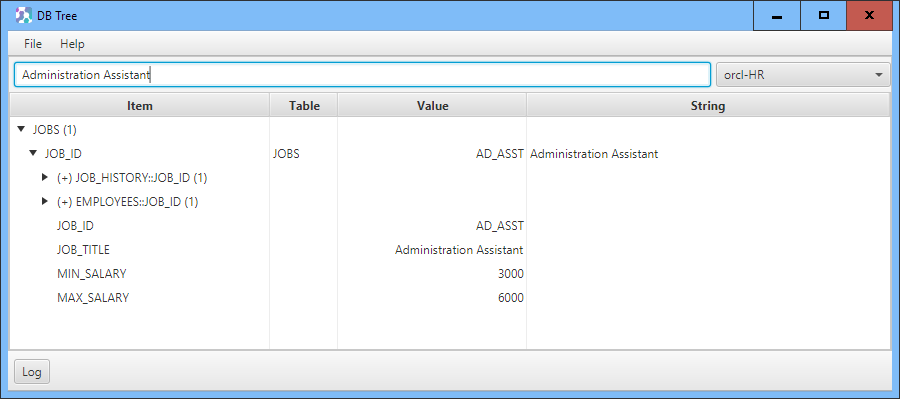 DB Tree
File Help
Administration Assistant orcl-HR
Item Table Value String
JOBS (1)
JOB_ID JOBS AD_ASST Administration Assistant
(+) JOB_HISTORY::JOB_ID (1)
(+) EMPLOYEES::JOB_ID (1)
JOB_ID AD_ASST
JOB_TITLE Administration Assistant
MIN_SALARY 3000
MAX_SALARY 6000
Log